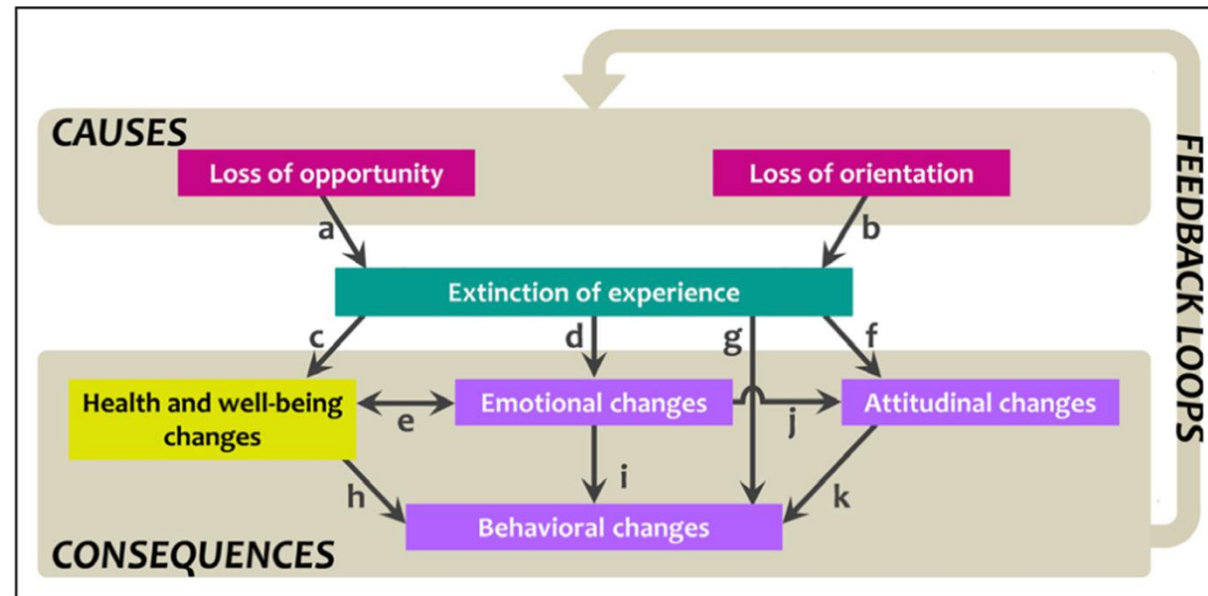 CAUSES
Loss of opportunity
Loss of orientation
a
b
Extinction of experience
c
d
g
f
Health and well-being
changes
e
Emotional changes
j
Attitudinal changes
h
i
k
Behavioral changes
CONSEQUENCES
FEEDBACK LOOPS